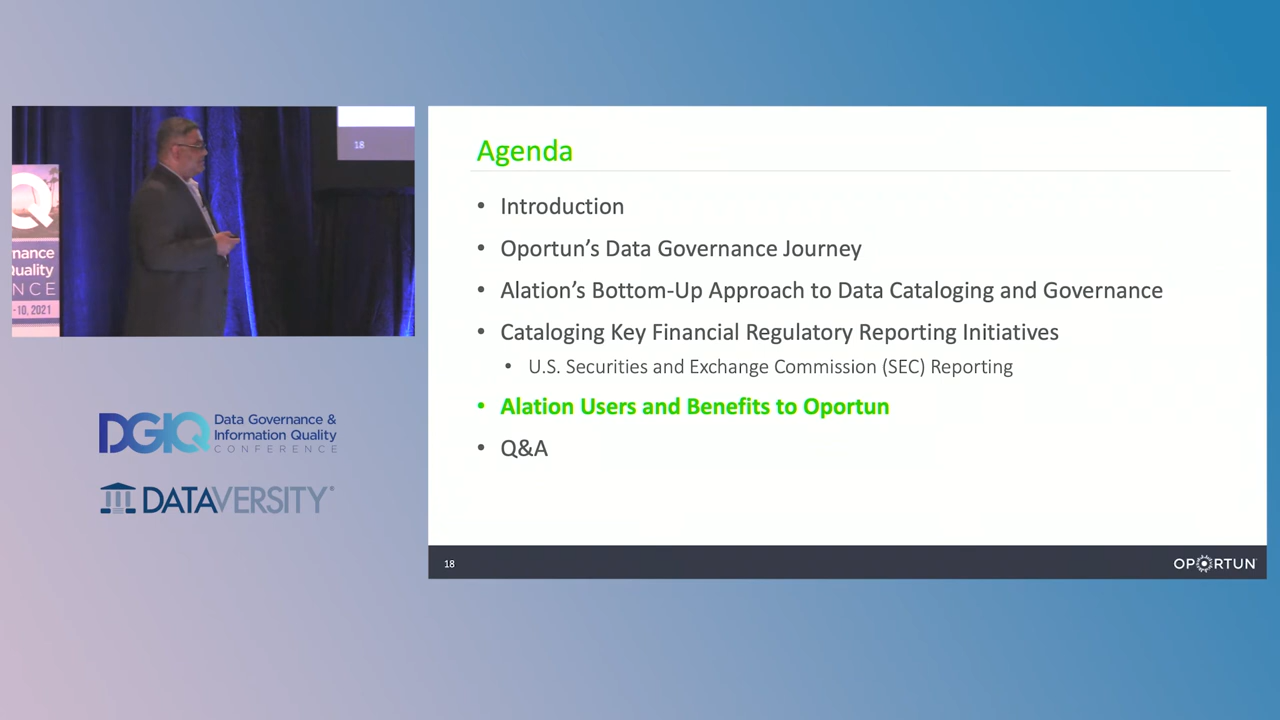 18
Q
nance
uality
NCE
-10, 2021
DGIQ Data Governance &
Information Quality
CONFERENCE
DATAVERSITY
Agenda
• Introduction
• Oportun’s Data Governance Journey
• Alation’s Bottom-Up Approach to Data Cataloging and Governance
• Cataloging Key Financial Regulatory Reporting Initiatives
• U.S. Securities and Exchange Commission (SEC) Reporting
• Alation Users and Benefits to Oportun
• Q&A
18
OPORTUN